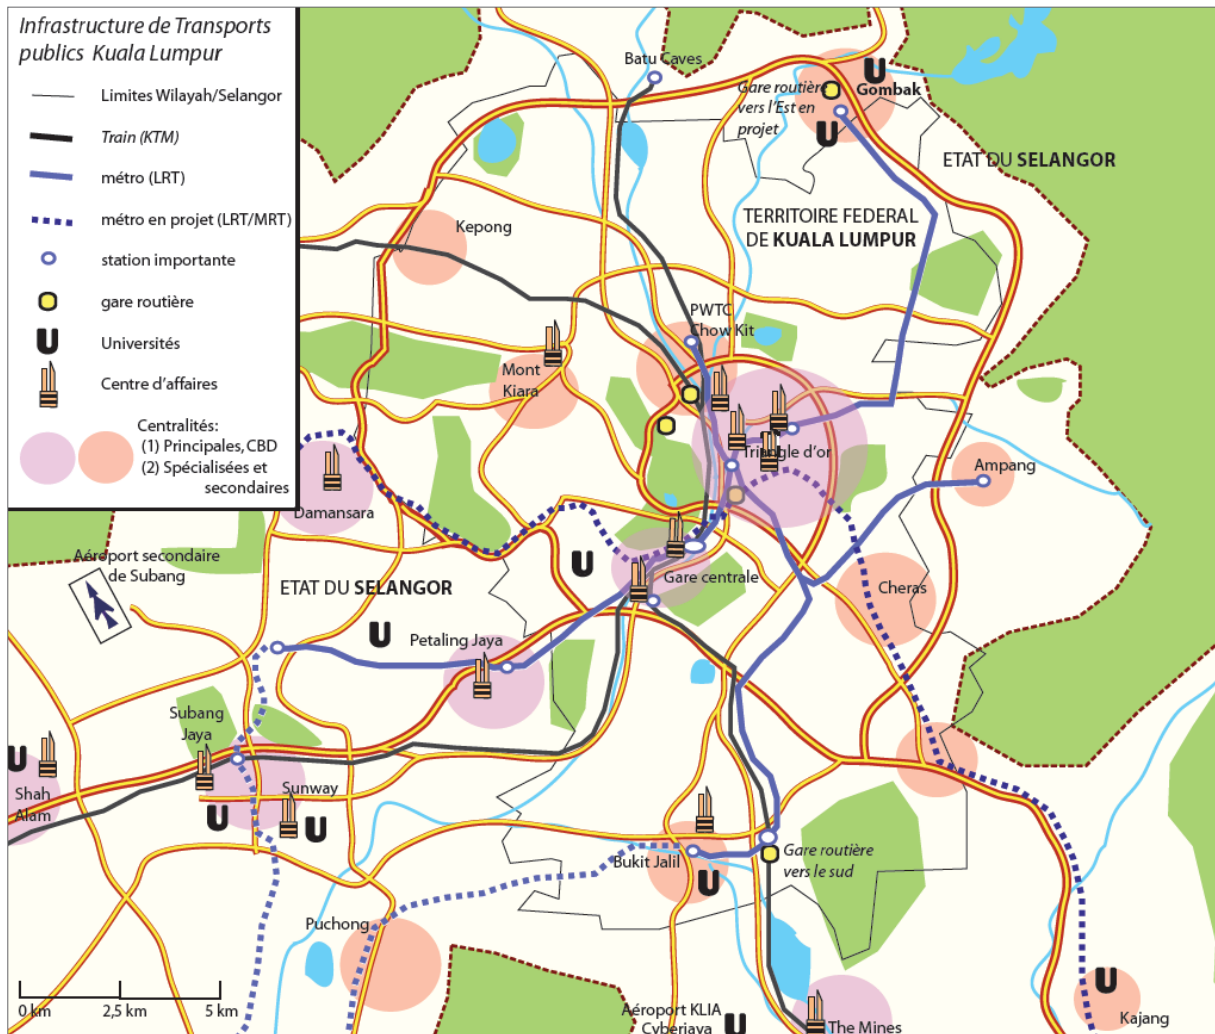 Infrastructure de Transports
publics Kuala Lumpur
Limites Wilayah/Selangor
Train (KTM)
métro (LRT)
métro en projet (LRT/MRT)
station importante
gare routière
Universités
Centre d'affaires
Centralités:
(1) Principales, CBD
(2) Spécialisées et
secondaires
Batu Caves
Gare routière
vers l'Est en
projet
Gombak
ETAT DU SELANGOR
TERRITOIRE FEDERAL
DE KUALA LUMPUR
Kepong
PWTC
Chow Kit
Mont
Kiara
Triangle d'or
Ampang
Damansara
Aéroport secondaire
de Subang
ETAT DU SELANGOR
Gare centrale
Cheras
Petaling Jaya
Subang
Jaya
Sunway
Shah
Alam
Bukit Jalil
Gare routière
vers le sud
Puchong
0 km
2,5 km
5 km
Aéroport KLIA
Cyberjaya
The Mines
Kajang